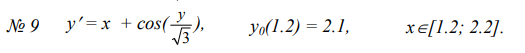 № 9 y′ = x + cos(y/√3), y₀(1.2) = 2.1, x∈[1.2; 2.2].